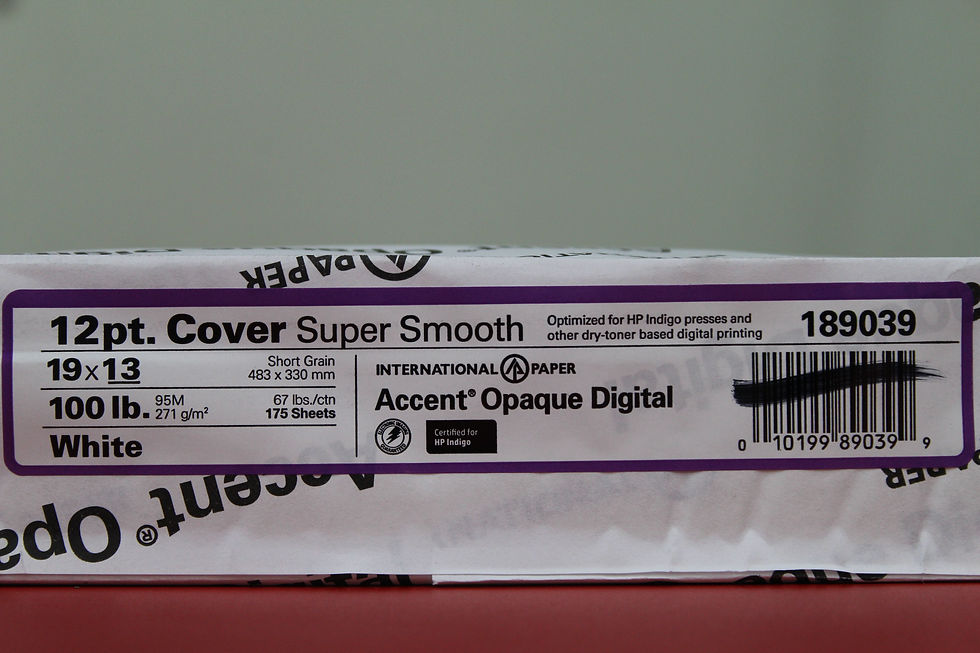 PAPER
12pt. Cover Super Smooth
Optimized for HP Indigo presses and
other dry-toner based digital printing
189039
19x13
Short Grain
483 x 330 mm
100 lb. 95M
271 g/m²
67 lbs./ctn
175 Sheets
White
INTERNATIONAL PAPER
Accent® Opaque Digital
Certified for
HP Indigo
0 10199 89039 9
Accent®
Opa
PER